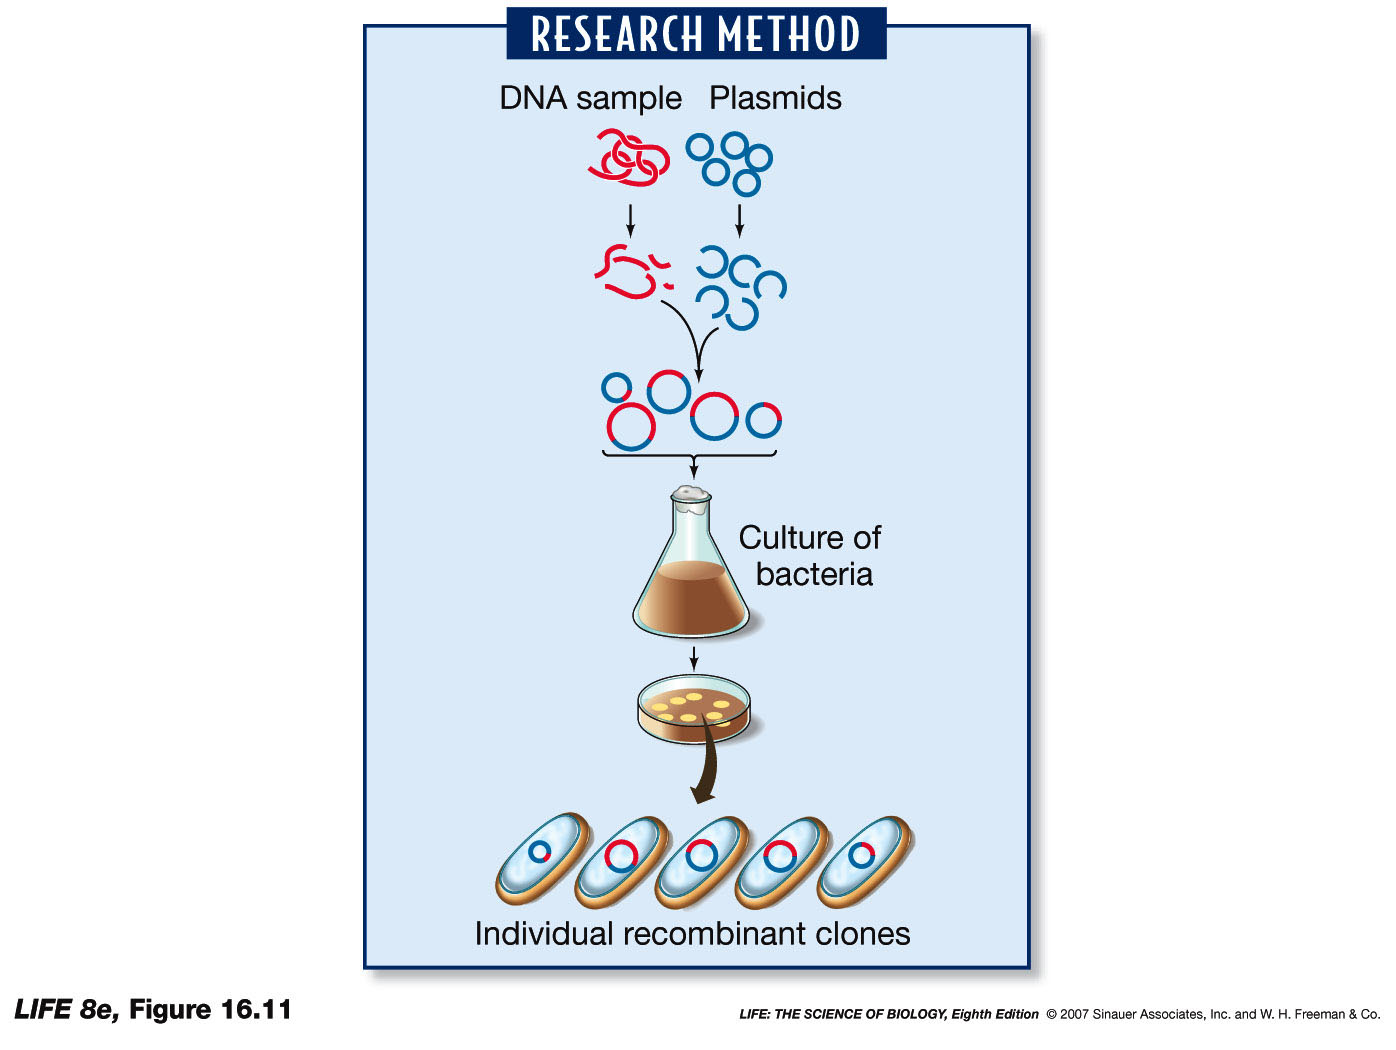 RESEARCH METHOD
DNA sample Plasmids
Culture of
bacteria
Individual recombinant clones
LIFE 8e, Figure 16.11
LIFE: THE SCIENCE OF BIOLOGY, Eighth Edition © 2007 Sinauer Associates, Inc. and W. H. Freeman & Co.